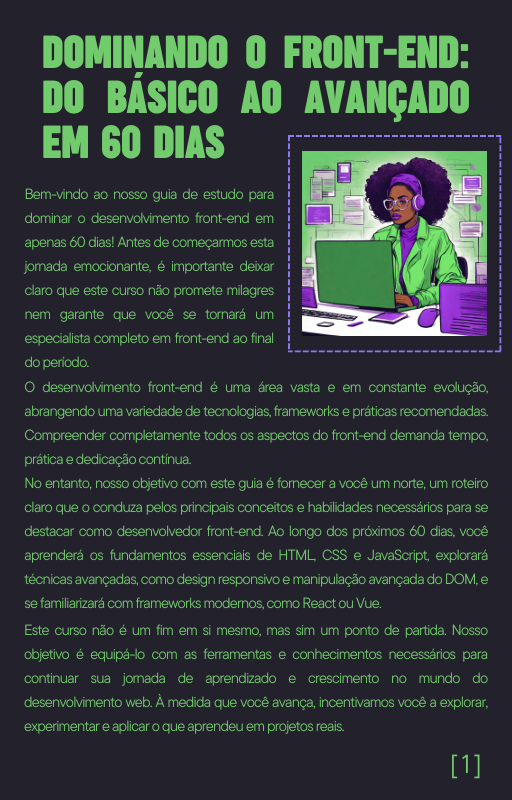 DOMINANDO O FRONT-END:
DO BÁSICO AO AVANÇADO
EM 60 DIAS
Bem-vindo ao nosso guia de estudo para
dominar o desenvolvimento front-end em
apenas 60 dias! Antes de começarmos esta
jornada emocionante, é importante deixar
claro que este curso não promete milagres
nem garante que você se tornará um
especialista completo em front-end ao final
do período.
O desenvolvimento front-end é uma área vasta e em constante evolução,
abrangendo uma variedade de tecnologias, frameworks e práticas recomendadas.
Compreender completamente todos os aspectos do front-end demanda tempo,
prática e dedicação contínua.
No entanto, nosso objetivo com este guia é fornecer a você um norte, um roteiro
claro que o conduza pelos principais conceitos e habilidades necessários para se
destacar como desenvolvedor front-end. Ao longo dos próximos 60 dias, você
aprenderá os fundamentos essenciais de HTML, CSS e JavaScript, explorará
técnicas avançadas, como design responsivo e manipulação avançada do DOM, e
se familiarizará com frameworks modernos, como React ou Vue.
Este curso não é um fim em si mesmo, mas sim um ponto de partida. Nosso
objetivo é equipá-lo com as ferramentas e conhecimentos necessários para
continuar sua jornada de aprendizado e crescimento no mundo do
desenvolvimento web. À medida que você avança, incentivamos você a explorar,
experimentar e aplicar o que aprendeu em projetos reais.
[1]